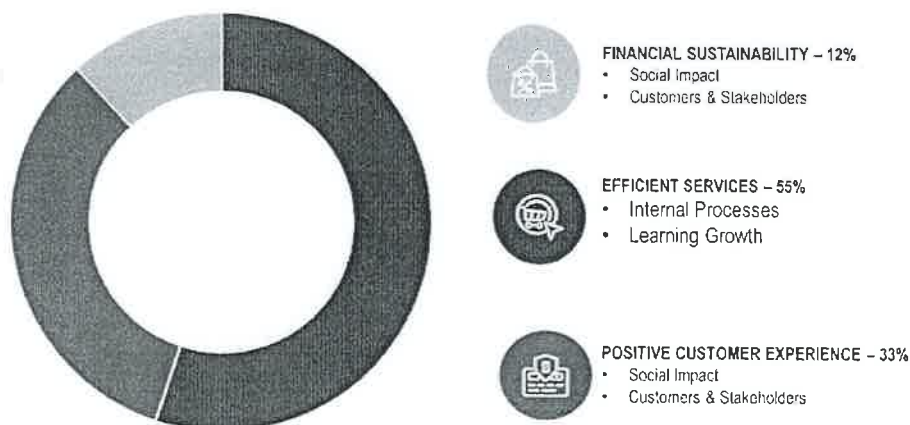 FINANCIAL SUSTAINABILITY – 12%
• Social Impact
• Customers & Stakeholders
EFFICIENT SERVICES – 55%
• Internal Processes
• Learning Growth
POSITIVE CUSTOMER EXPERIENCE – 33%
• Social Impact
• Customers & Stakeholders